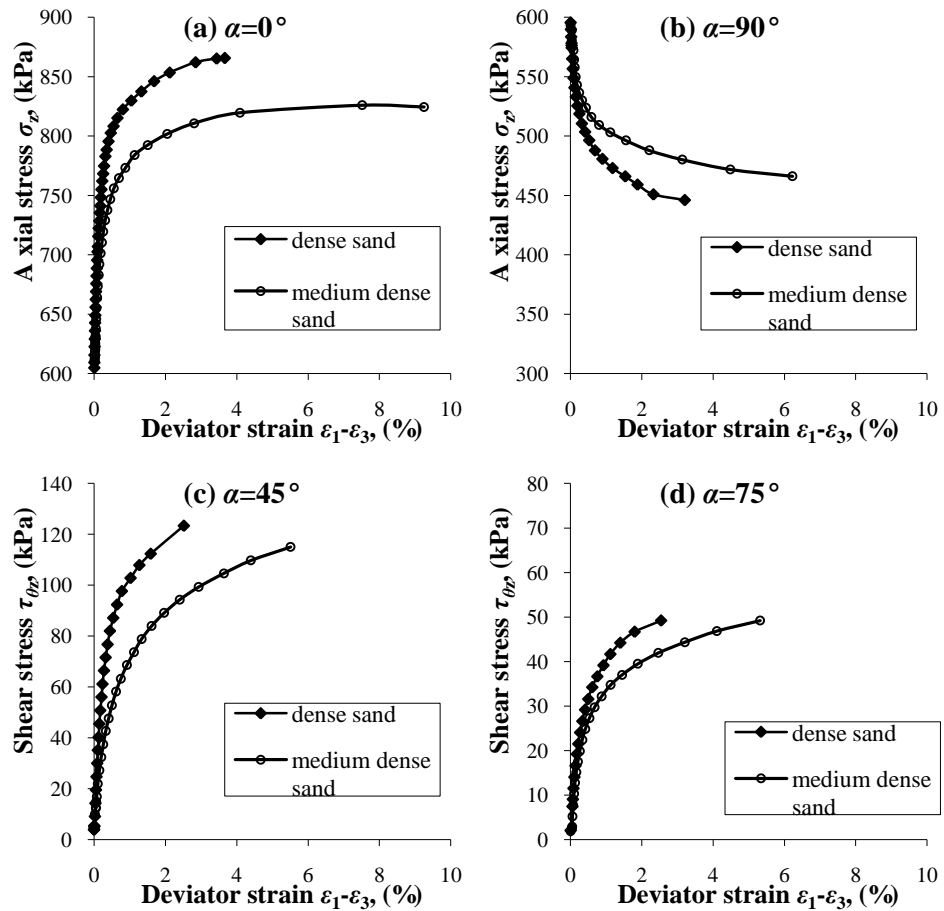 (a) α=0°
A xial stress σz, (kPa)
900
850
800
750
700
650
600
dense sand
medium dense
sand
0 2 4 6 8 10
Deviator strain ε1-ε3, (%)
(b) α=90°
A xial stress σz, (kPa)
600
550
500
450
400
350
300
dense sand
medium dense
sand
0 2 4 6 8 10
Deviator strain ε1-ε3, (%)
(c) α=45°
Shear stress τθz, (kPa)
140
120
100
80
60
40
20
0
dense sand
medium dense
sand
0 2 4 6 8 10
Deviator strain ε1-ε3, (%)
(d) α=75°
Shear stress τθz, (kPa)
80
70
60
50
40
30
20
10
0
dense sand
medium dense
sand
0 2 4 6 8 10
Deviator strain ε1-ε3, (%)